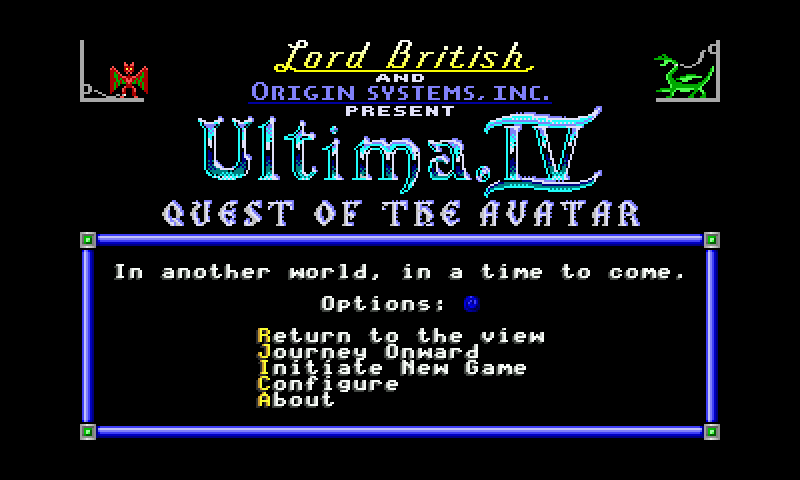 Lord British
AND
ORIGIN SYSTEMS, INC.
PRESENT
Ultima.IV
QUEST OF THE AVATAR
In another world, in a time to come.
Options:
Return to the view
Journey Onward
Initiate New Game
Configure
About